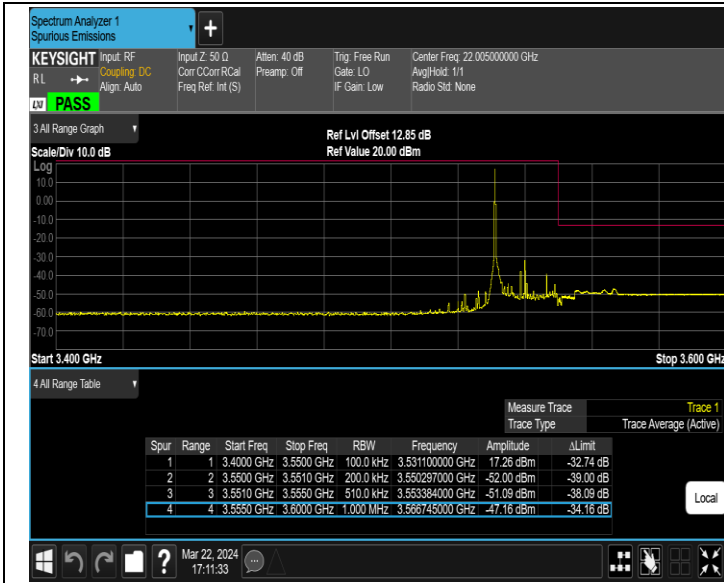 Spectrum Analyzer 1
Spurious Emissions
+
KEYSIGHT Input: RF Input Z: 50 Ω Atten: 40 dB Trig: Free Run Center Freq: 22.005000000 GHz
RL Coupling: DC Corr CCorr RCal Preamp: Off Gate: LO Avg|Hold: 1/1
Align: Auto Freq Ref: Int (S) IF Gain: Low Radio Std: None
LXI PASS
3 All Range Graph
Ref Lvl Offset 12.85 dB
Scale/Div 10.0 dB Ref Value 20.00 dBm
Log
10.0
0.00
-10.0
-20.0
-30.0
-40.0
-50.0
-60.0
-70.0
Start 3.400 GHz Stop 3.600 GHz
4 All Range Table
Measure Trace Trace 1
Trace Type Trace Average (Active)
Spur Range Start Freq Stop Freq RBW Frequency Amplitude ΔLimit
1 1 3.4000 GHz 3.5500 GHz 100.0 kHz 3.531100000 GHz 17.26 dBm -32.74 dB
2 2 3.5500 GHz 3.5510 GHz 200.0 kHz 3.550297000 GHz -52.00 dBm -39.00 dB
3 3 3.5510 GHz 3.5550 GHz 510.0 kHz 3.553384000 GHz -51.09 dBm -38.09 dB
4 4 3.5550 GHz 3.6000 GHz 1.000 MHz 3.566745000 GHz -47.16 dBm -34.16 dB
Local
? Mar 22, 2024
17:11:33